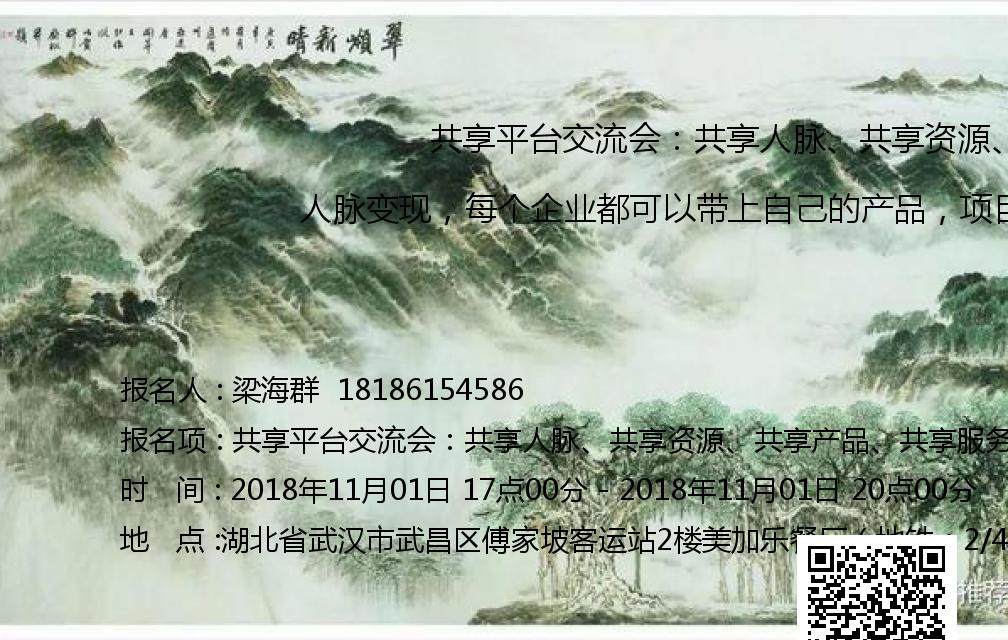 翠巅新晴
共享平台交流会：共享人脉、共享资源、
人脉变现，每个企业都可以带上自己的产品，项目
报名人：梁海群 18186154586
报名项：共享平台交流会：共享人脉、共享资源、共享产品、共享服务
时 间：2018年11月01日 17点00分 - 2018年11月01日 20点00分
地 点：湖北省武汉市武昌区傅家坡客运站2楼美加乐餐厅（地铁 2/4
推荐